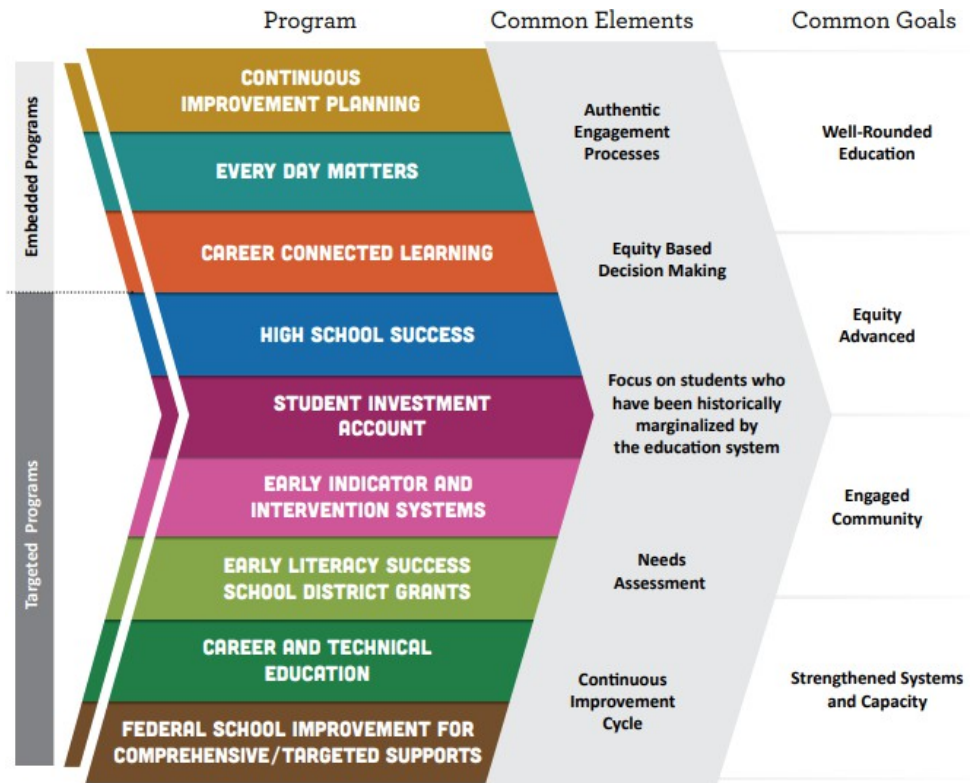 Program
Common Elements
Common Goals
Embedded Programs
Targeted Programs
CONTINUOUS
IMPROVEMENT PLANNING
EVERY DAY MATTERS
CAREER CONNECTED LEARNING
HIGH SCHOOL SUCCESS
STUDENT INVESTMENT
ACCOUNT
EARLY INDICATOR AND
INTERVENTION SYSTEMS
EARLY LITERACY SUCCESS
SCHOOL DISTRICT GRANTS
CAREER AND TECHNICAL
EDUCATION
FEDERAL SCHOOL IMPROVEMENT FOR
COMPREHENSIVE/TARGETED SUPPORTS
Authentic
Engagement
Processes
Equity Based
Decision Making
Focus on students who
have been historically
marginalized by
the education system
Needs
Assessment
Continuous
Improvement
Cycle
Well-Rounded
Education
Equity
Advanced
Engaged
Community
Strengthened Systems
and Capacity